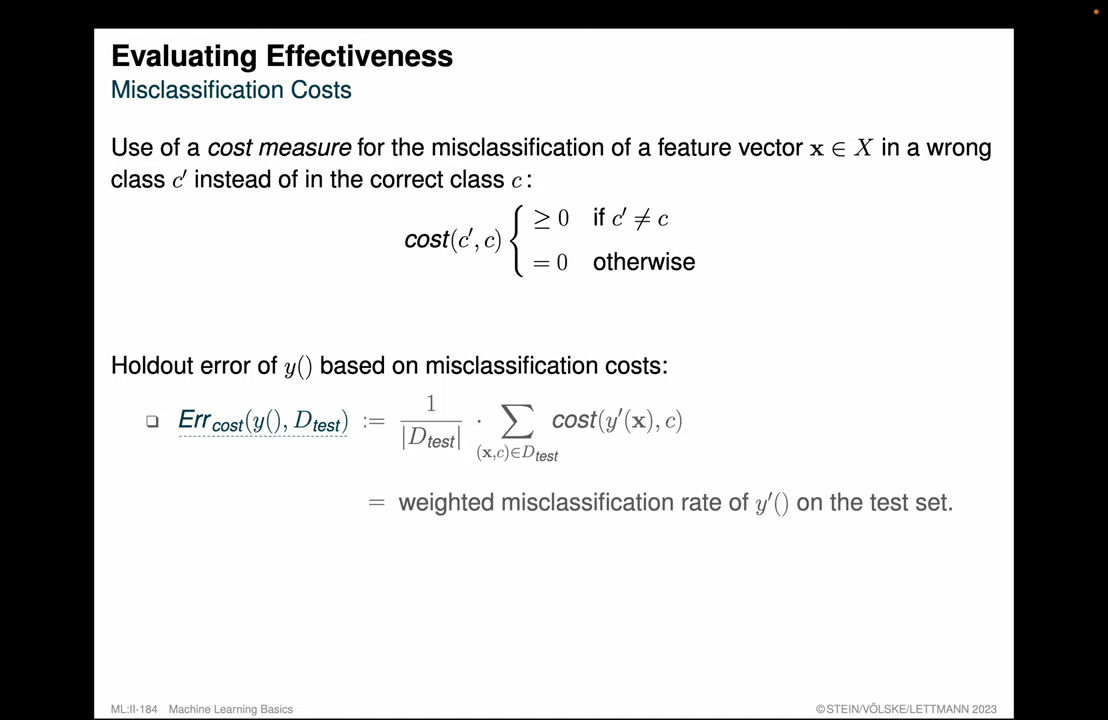 Evaluating Effectiveness
Misclassification Costs
Use of a cost measure for the misclassification of a feature vector x ∈ X in a wrong
class c′ instead of in the correct class c:
cost(c′, c) { ≥ 0 if c′ ≠ c
= 0 otherwise
Holdout error of y() based on misclassification costs:
❑ Err_cost(y(), D_test) := 1/|D_test| · ∑_{(x,c)∈D_test} cost(y′(x), c)
= weighted misclassification rate of y′() on the test set.
ML:II-184 Machine Learning Basics
© STEIN/VÖLSKE/LETTMANN 2023